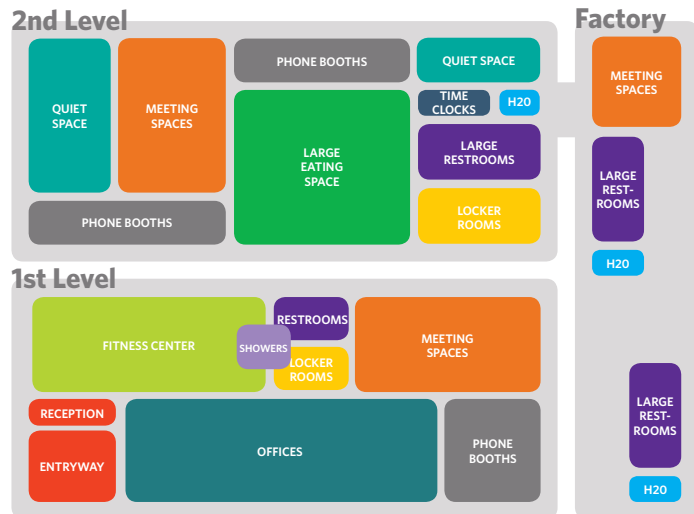 2nd Level
QUIET
SPACE
MEETING
SPACES
PHONE BOOTHS
PHONE BOOTHS
LARGE
EATING
SPACE
QUIET SPACE
TIME
CLOCKS
H20
LARGE
RESTROOMS
LOCKER
ROOMS
Factory
MEETING
SPACES
LARGE
REST-
ROOMS
H20
LARGE
REST-
ROOMS
H20
1st Level
FITNESS CENTER
SHOWERS
RESTROOMS
LOCKER
ROOMS
MEETING
SPACES
RECEPTION
ENTRYWAY
OFFICES
PHONE
BOOTHS